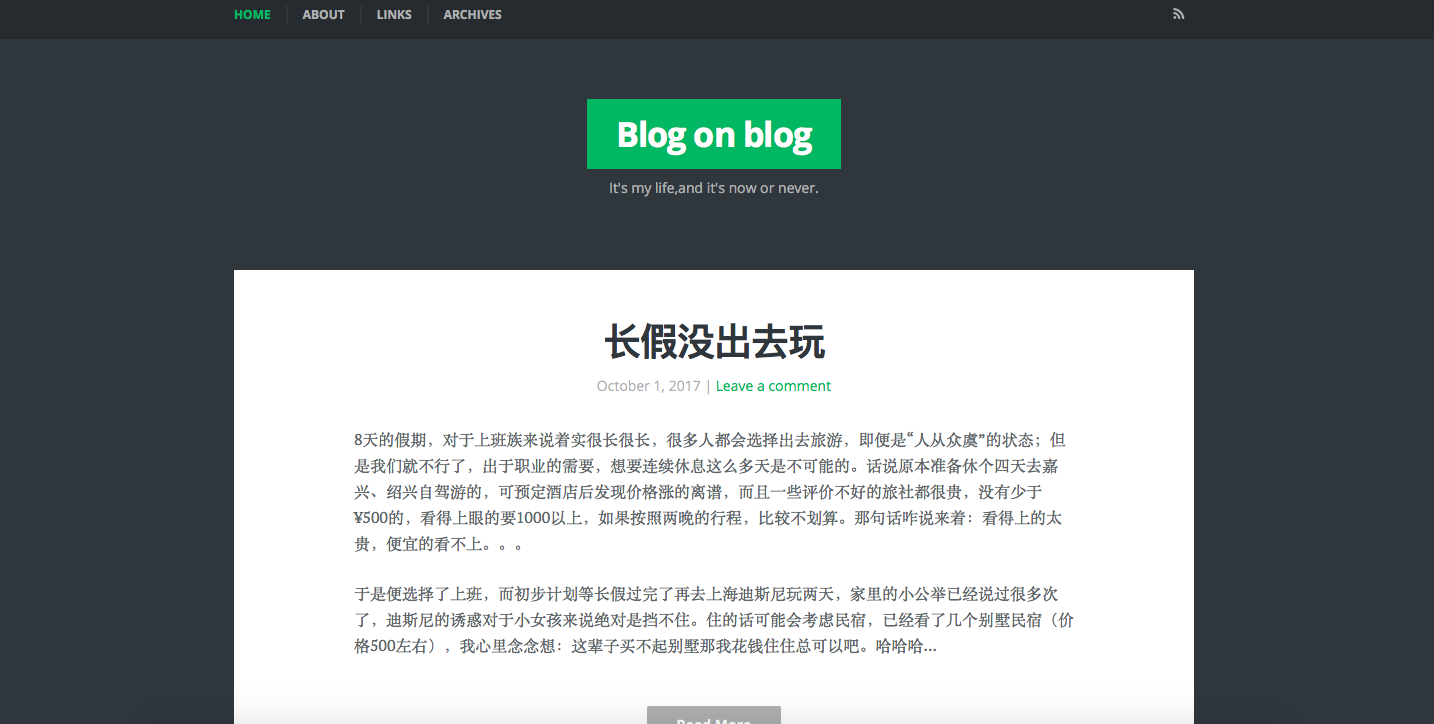 HOME ABOUT LINKS ARCHIVES
Blog on blog
It's my life,and it's now or never.
长假没出去玩
October 1, 2017 | Leave a comment
8天的假期，对于上班族来说着实很长很长，很多人都会选择出去旅游，即便是“人从众虞”的状态；但
是我们就不行了，出于职业的需要，想要连续休息这么多天是不可能的。话说原本准备休个四天去嘉
兴、绍兴自驾游的，可预定酒店后发现价格涨的离谱，而且一些评价不好的旅社都很贵，没有少于
¥500的，看得上眼的要1000以上，如果按照两晚的行程，比较不划算。那句话咋说来着：看得上的太
贵，便宜的看不上。。。
于是便选择了上班，而初步计划等长假过完了再去上海迪斯尼玩两天，家里的小公举已经说过很多次
了，迪斯尼的诱惑对于小女孩来说绝对是挡不住。住的话可能会考虑民宿，已经看了几个别墅民宿（价
格500左右），我心里念念想：这辈子买不起别墅那我花钱住住总可以吧。哈哈哈...
Read More